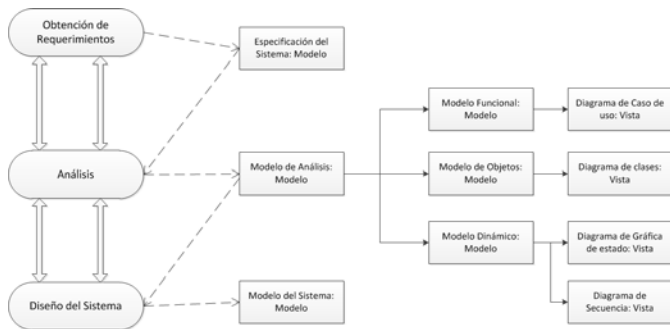 Obtención de
Requerimientos
Especificación del
Sistema: Modelo
Modelo Funcional:
Modelo
Diagrama de Caso de
uso: Vista
Análisis
Modelo de Análisis:
Modelo
Modelo de Objetos:
Modelo
Diagrama de clases:
Vista
Modelo Dinámico:
Modelo
Diagrama de Gráfica
de estado: Vista
Diseño del Sistema
Modelo del Sistema:
Modelo
Diagrama de
Secuencia: Vista